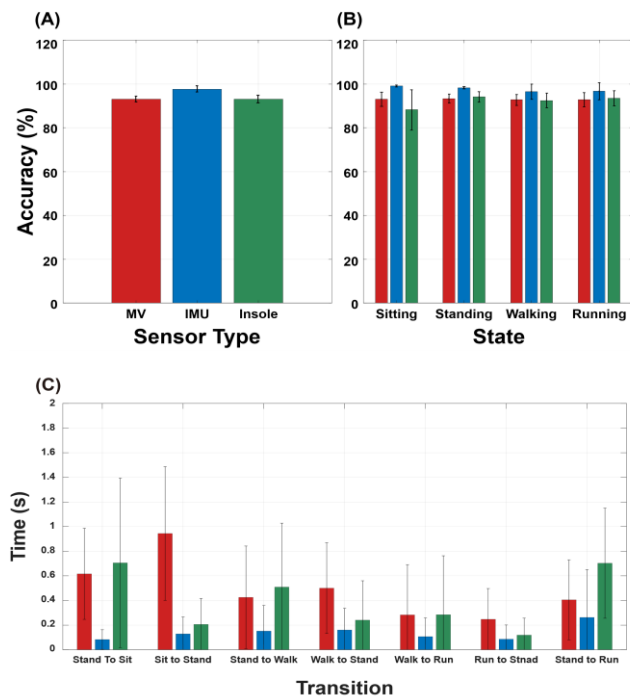 (A)
(B)
120
100
80
60
40
20
0
Accuracy (%)
MV IMU Insole
Sensor Type
120
100
80
60
40
20
0
Sitting Standing Walking Running
State
(C)
2
1.8
1.6
1.4
1.2
1
0.8
0.6
0.4
0.2
0
Time (s)
Stand To Sit Sit to Stand Stand to Walk Walk to Stand Walk to Run Run to Stnad Stand to Run
Transition